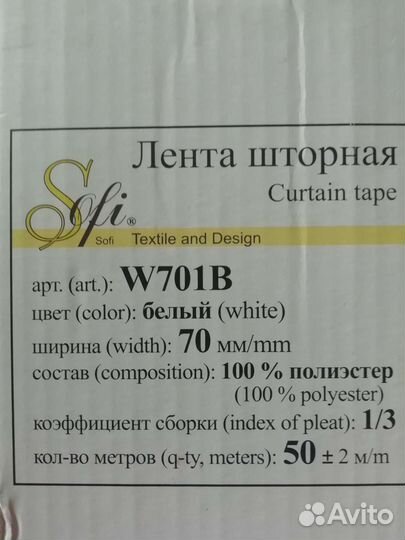 Лента шторная
Curtain tape
Sofi®
Sofi Textile and Design
арт. (art.): W701B
цвет (color): белый (white)
ширина (width): 70 мм/mm
состав (composition): 100 % полиэстер
(100 % polyester)
коэффициент сборки (index of pleat): 1/3
кол-во метров (q-ty, meters): 50 ± 2 м/m
Avito